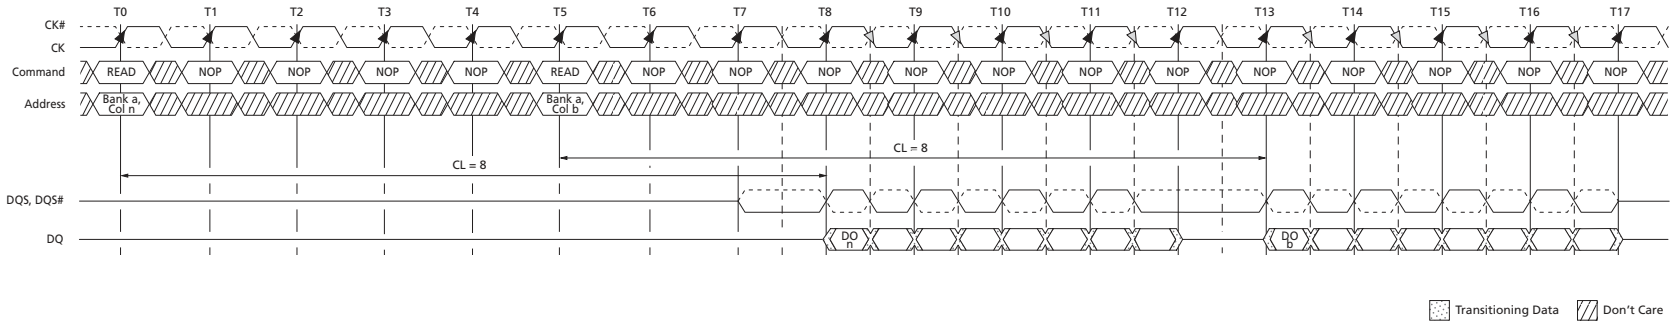 T0 T1 T2 T3 T4 T5 T6 T7 T8 T9 T10 T11 T12 T13 T14 T15 T16 T17
CK#
CK
Command READ NOP NOP NOP NOP READ NOP NOP NOP NOP NOP NOP NOP NOP NOP NOP NOP NOP
Address Bank a, Col n Bank a, Col b
CL = 8
CL = 8
DQS, DQS#
DQ DO n DO b
Transitioning Data Don't Care